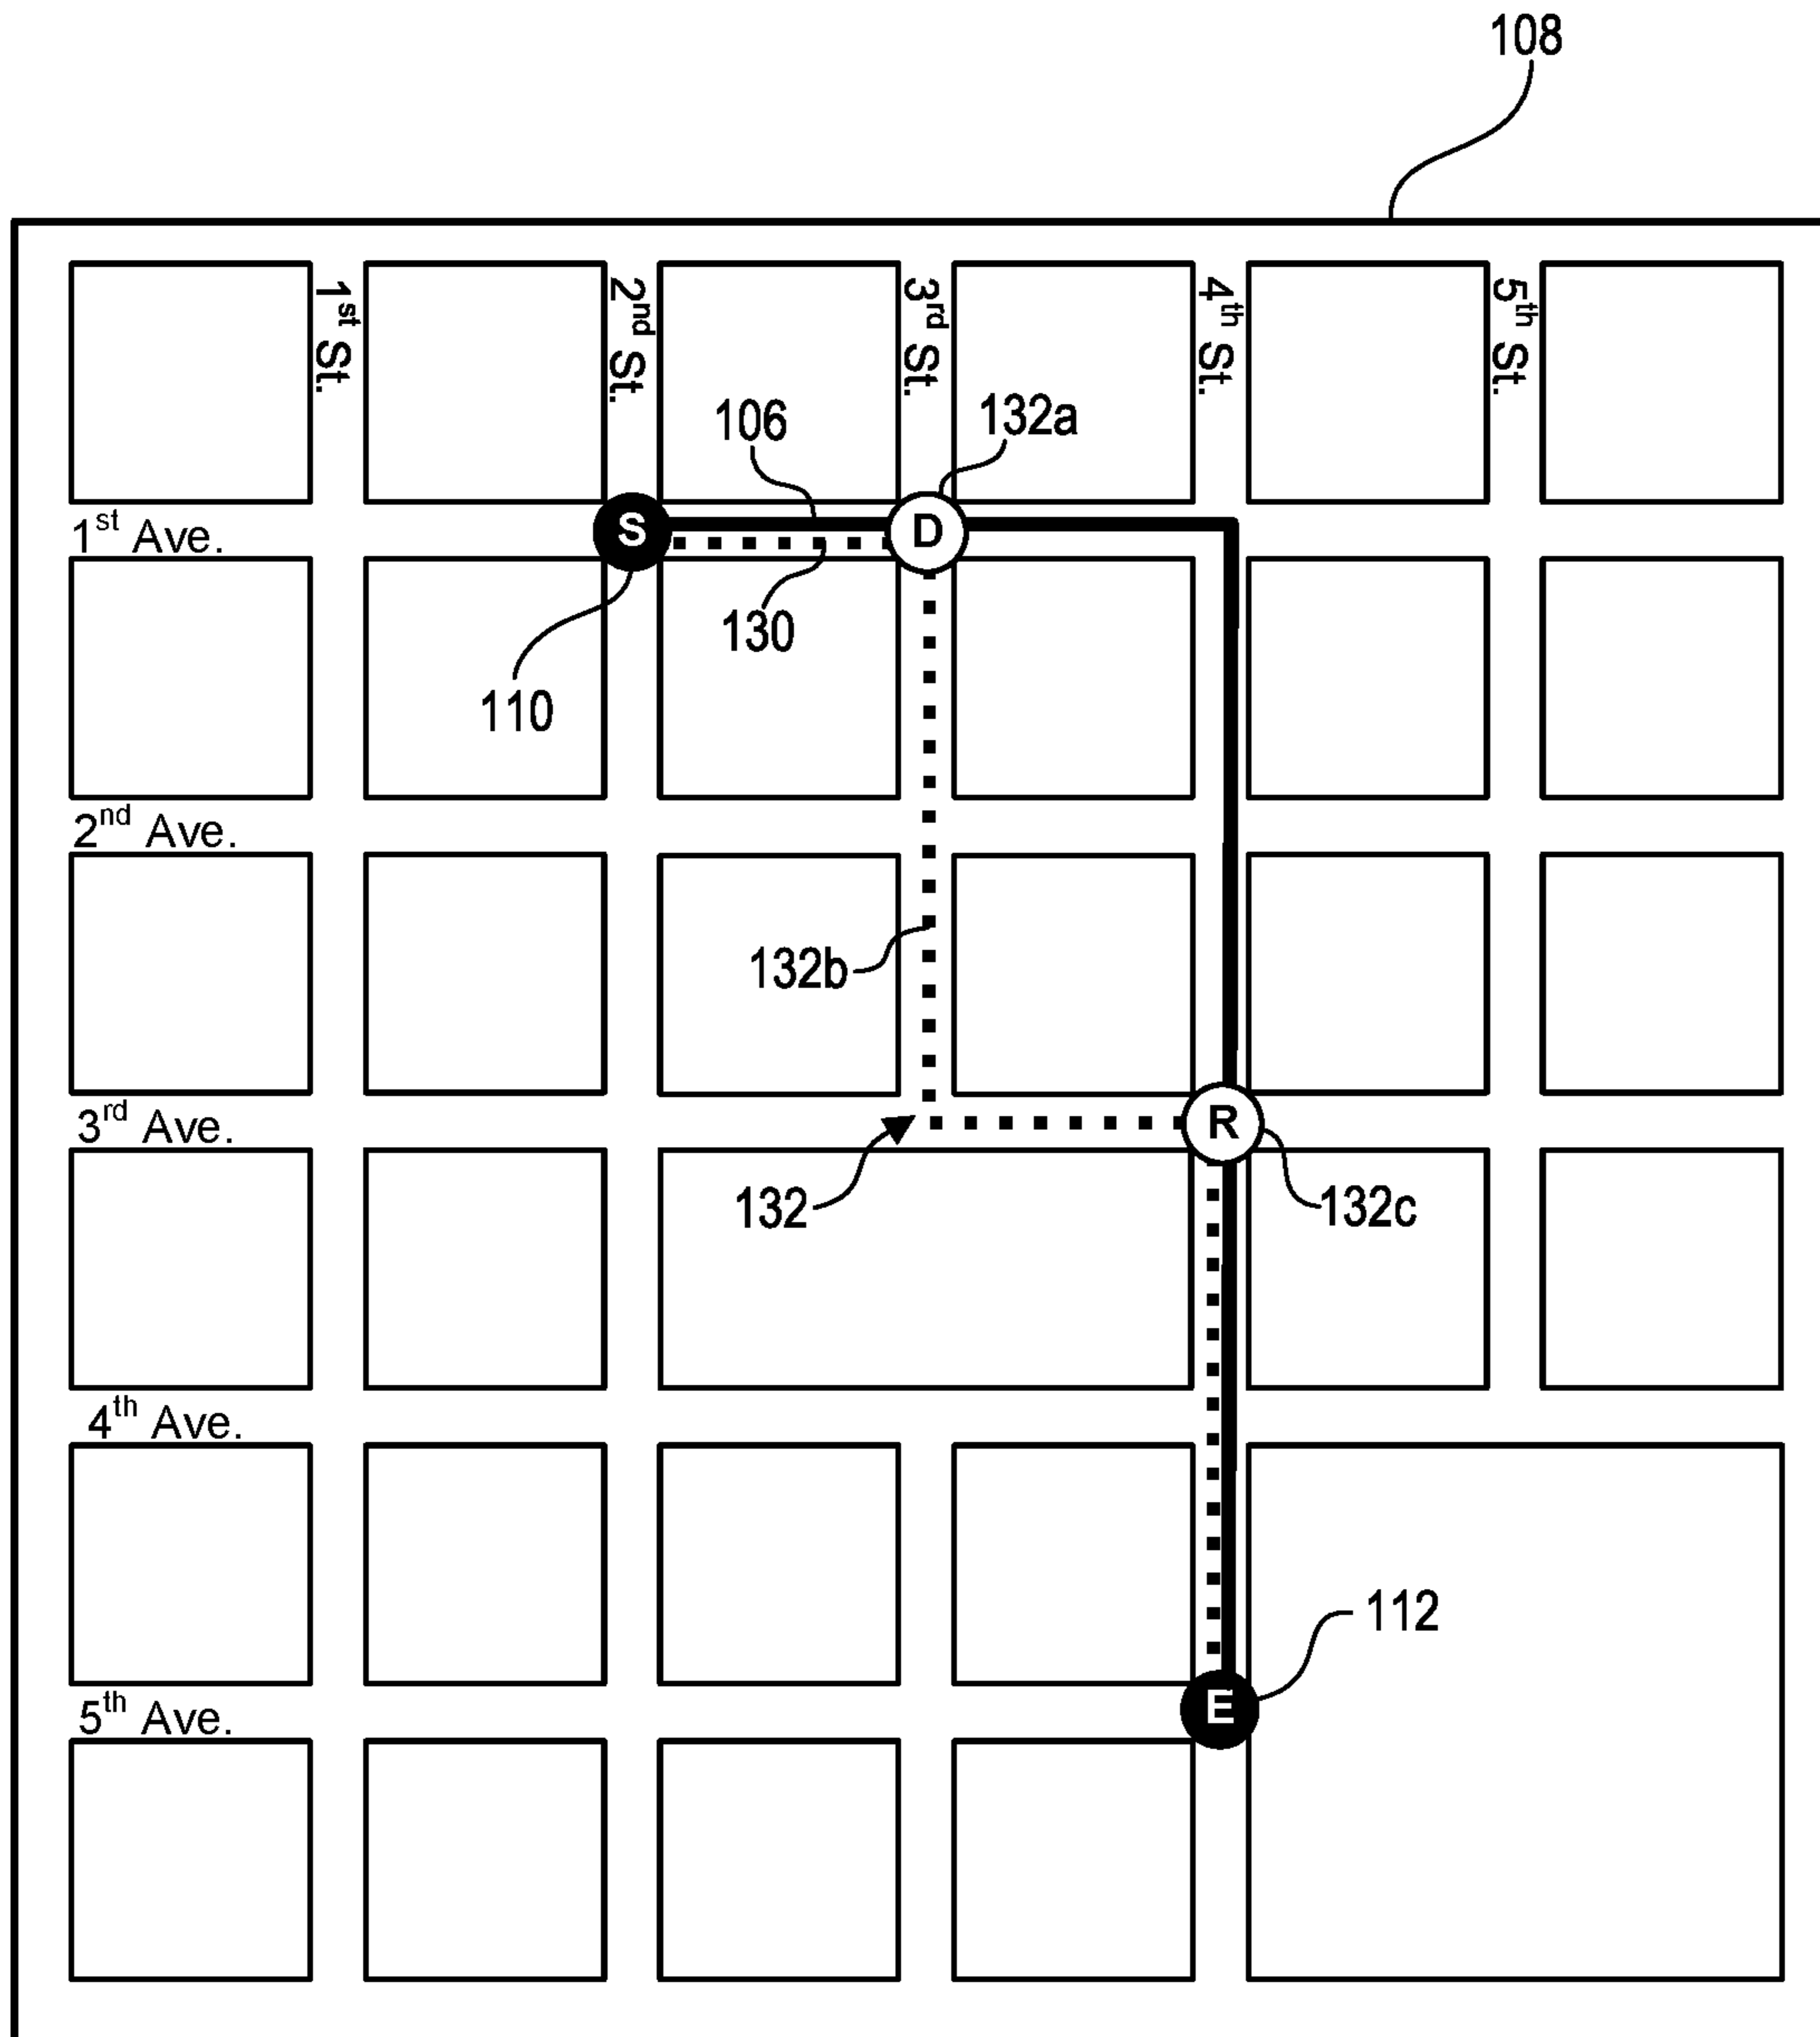 108
1st St.
2nd St.
3rd St.
4th St.
5th St.
106
132a
S
D
1st Ave.
130
110
2nd Ave.
132b
3rd Ave.
R
132
132c
4th Ave.
112
E
5th Ave.